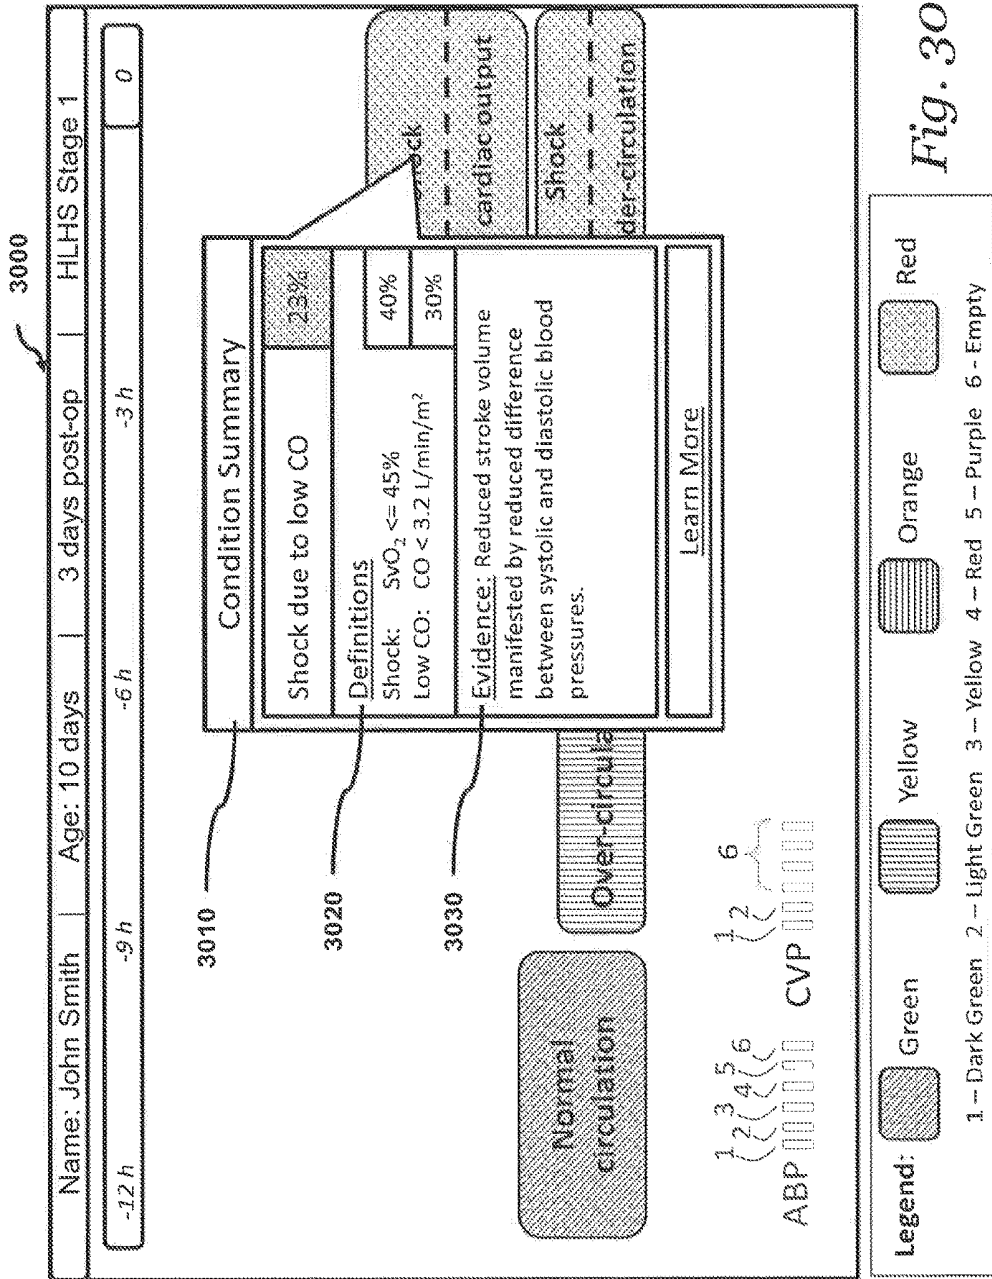 3000
Name: John Smith | Age: 10 days | 3 days post-op | HLHS Stage 1
-12 h -9 h -6 h -3 h 0
3010
Condition Summary
Shock due to low CO 23%
3020
Definitions
Shock: SvO₂ <= 45% 40%
Low CO: CO < 3.2 L/min/m² 30%
3030
Evidence: Reduced stroke volume
manifested by reduced difference
between systolic and diastolic blood
pressures.
Learn More
Normal
circulation
Over-circula
cardiac output
Shock
der-circulation
ABP 1 2 3 4 5 6
CVP 1 2 6
Legend: Green Yellow Orange Red
1 – Dark Green 2 – Light Green 3 – Yellow 4 – Red 5 – Purple 6 - Empty
Fig. 30